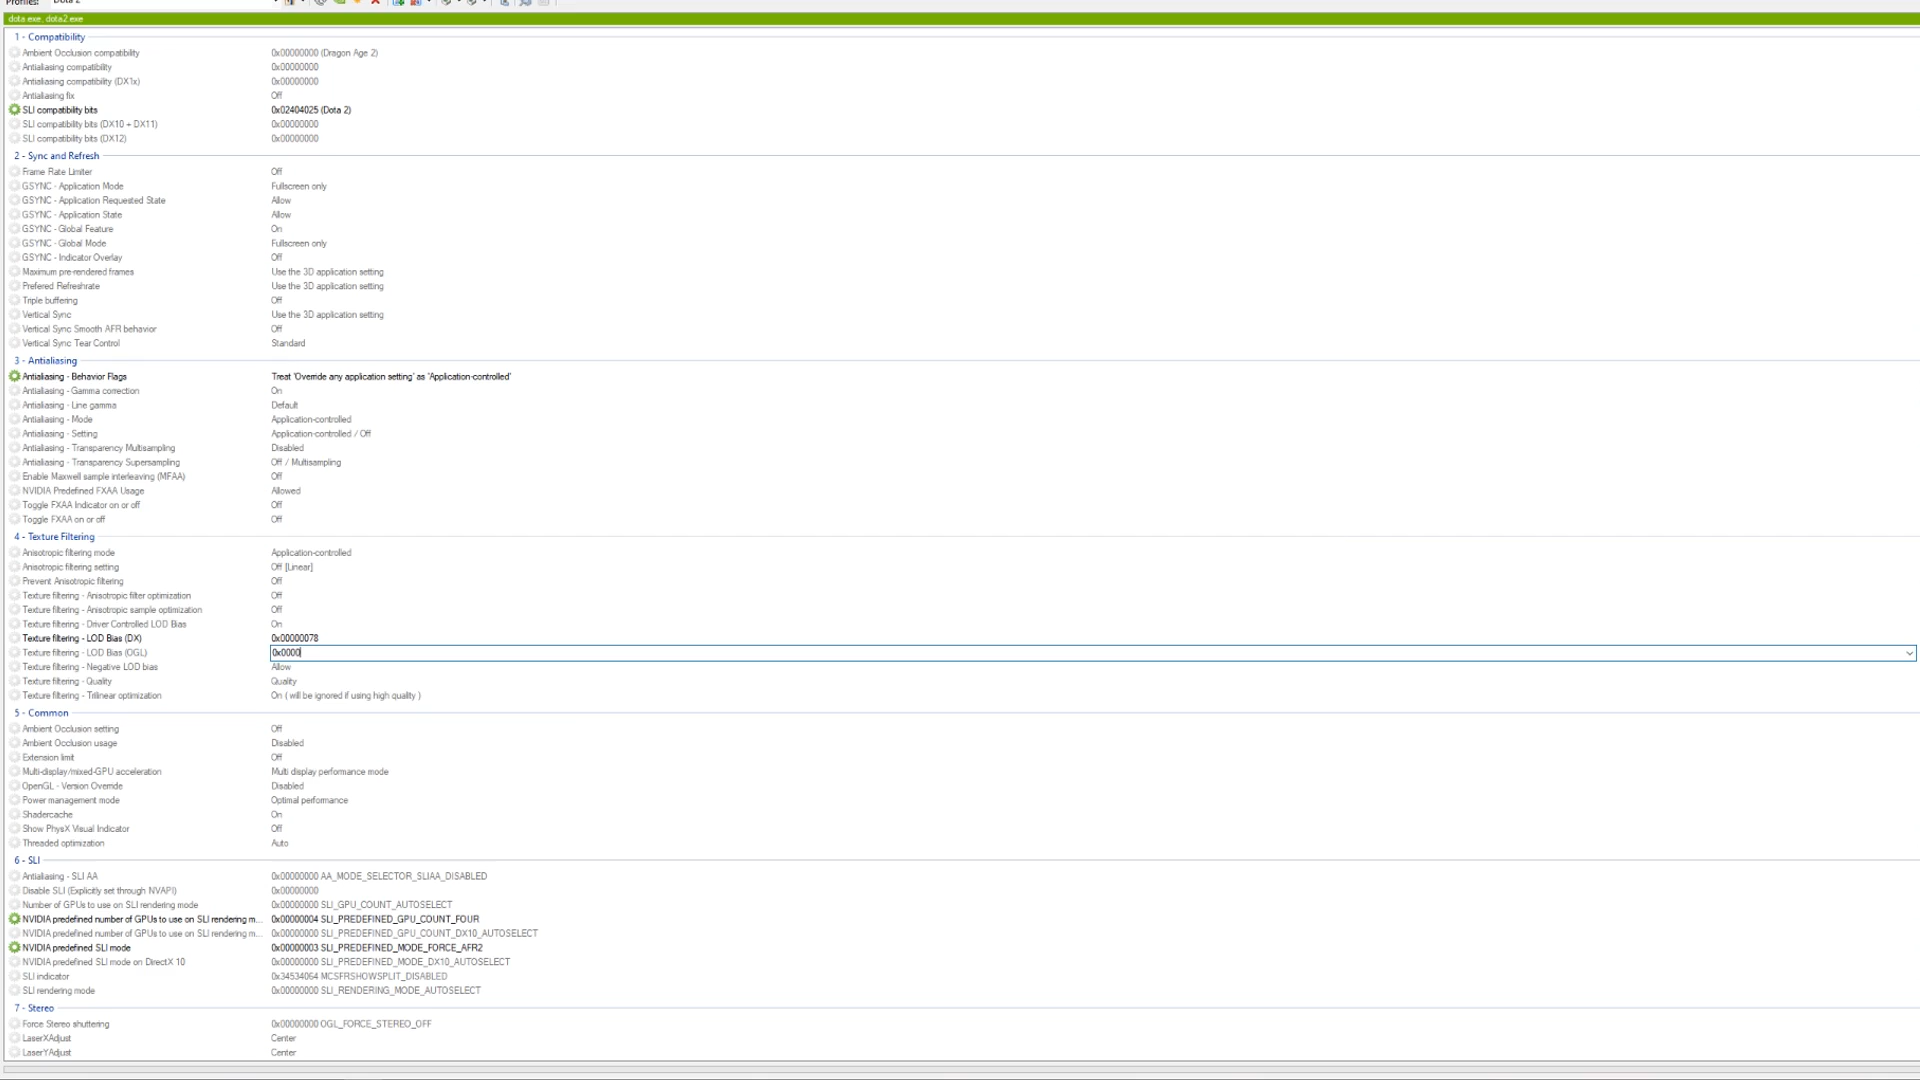 Profiles: Dota 2
dota.exe, dota2.exe
1 - Compatibility
Ambient Occlusion compatibility 0x00000000 (Dragon Age 2)
Antialiasing compatibility 0x00000000
Antialiasing compatibility (DX1x) 0x00000000
Antialiasing fix Off
SLI compatibility bits 0x02404025 (Dota 2)
SLI compatibility bits (DX10 + DX11) 0x00000000
SLI compatibility bits (DX12) 0x00000000
2 - Sync and Refresh
Frame Rate Limiter Off
GSYNC - Application Mode Fullscreen only
GSYNC - Application Requested State Allow
GSYNC - Application State Allow
GSYNC - Global Feature On
GSYNC - Global Mode Fullscreen only
GSYNC - Indicator Overlay Off
Maximum pre-rendered frames Use the 3D application setting
Prefered Refreshrate Use the 3D application setting
Triple buffering Off
Vertical Sync Use the 3D application setting
Vertical Sync Smooth AFR behavior Off
Vertical Sync Tear Control Standard
3 - Antialiasing
Antialiasing - Behavior Flags Treat 'Override any application setting' as 'Application-controlled'
Antialiasing - Gamma correction On
Antialiasing - Line gamma Default
Antialiasing - Mode Application-controlled
Antialiasing - Setting Application-controlled / Off
Antialiasing - Transparency Multisampling Disabled
Antialiasing - Transparency Supersampling Off / Multisampling
Enable Maxwell sample interleaving (MFAA) Off
NVIDIA Predefined FXAA Usage Allowed
Toggle FXAA Indicator on or off Off
Toggle FXAA on or off Off
4 - Texture Filtering
Anisotropic filtering mode Application-controlled
Anisotropic filtering setting Off [Linear]
Prevent Anisotropic filtering Off
Texture filtering - Anisotropic filter optimization Off
Texture filtering - Anisotropic sample optimization Off
Texture filtering - Driver Controlled LOD Bias On
Texture filtering - LOD Bias (DX) 0x00000078
Texture filtering - LOD Bias (OGL) 0x0000
Texture filtering - Negative LOD bias Allow
Texture filtering - Quality Quality
Texture filtering - Trilinear optimization On ( will be ignored if using high quality )
5 - Common
Ambient Occlusion setting Off
Ambient Occlusion usage Disabled
Extension limit Off
Multi-display/mixed-GPU acceleration Multi display performance mode
OpenGL - Version Override Disabled
Power management mode Optimal performance
Shadercache On
Show PhysX Visual Indicator Off
Threaded optimization Auto
6 - SLI
Antialiasing - SLI AA 0x00000000 AA_MODE_SELECTOR_SLIAA_DISABLED
Disable SLI (Explicitly set through NVAPI) 0x00000000
Number of GPUs to use on SLI rendering mode 0x00000000 SLI_GPU_COUNT_AUTOSELECT
NVIDIA predefined number of GPUs to use on SLI rendering m... 0x00000004 SLI_PREDEFINED_GPU_COUNT_FOUR
NVIDIA predefined number of GPUs to use on SLI rendering m... 0x00000000 SLI_PREDEFINED_GPU_COUNT_DX10_AUTOSELECT
NVIDIA predefined SLI mode 0x00000003 SLI_PREDEFINED_MODE_FORCE_AFR2
NVIDIA predefined SLI mode on DirectX 10 0x00000000 SLI_PREDEFINED_MODE_DX10_AUTOSELECT
SLI indicator 0x34534064 MCSFRSHOWSPLIT_DISABLED
SLI rendering mode 0x00000000 SLI_RENDERING_MODE_AUTOSELECT
7 - Stereo
Force Stereo shuttering 0x00000000 OGL_FORCE_STEREO_OFF
LaserXAdjust Center
LaserYAdjust Center